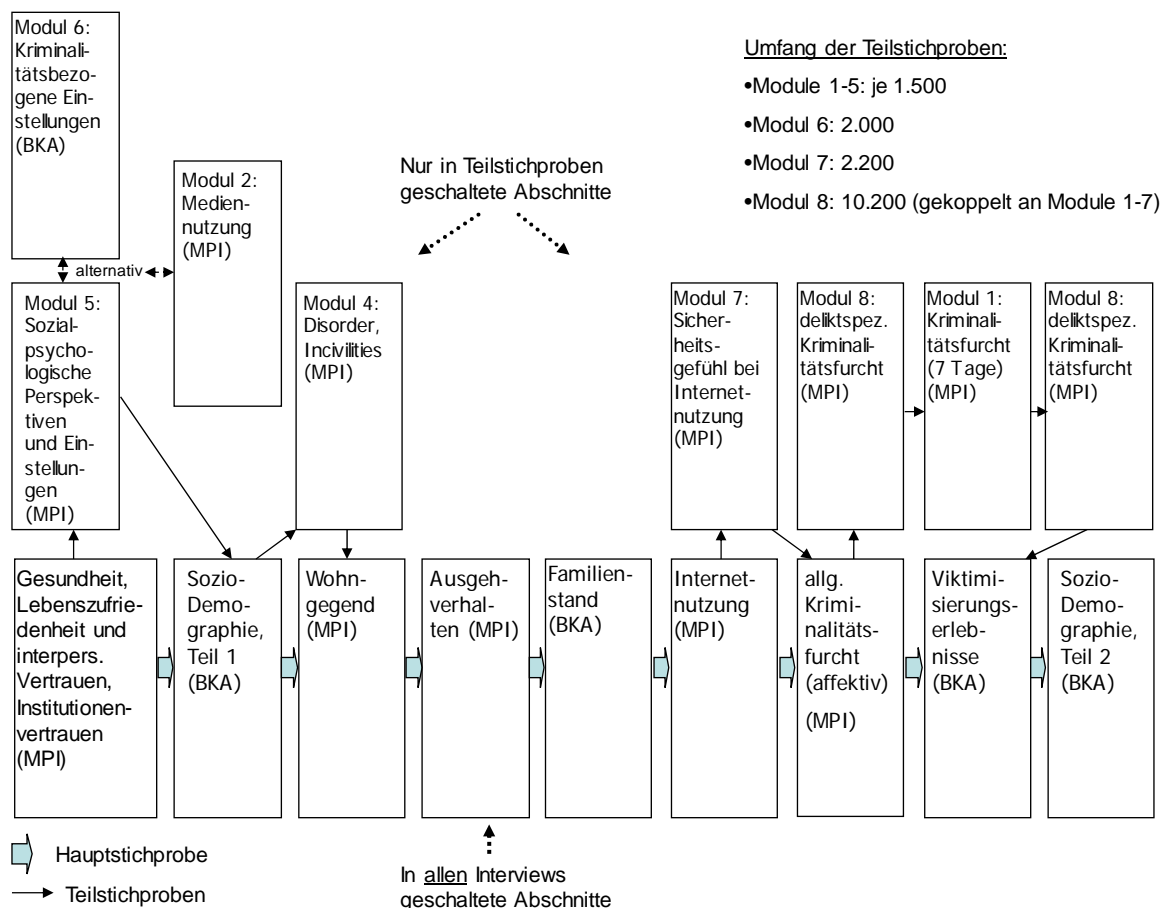 Modul 6:
Kriminali-
tätsbezo-
gene Ein-
stellungen
(BKA)
Modul 2:
Medien-
nutzung
(MPI)
Nur in Teilstichproben
geschaltete Abschnitte
Umfang der Teilstichproben:
•Module 1-5: je 1.500
•Modul 6: 2.000
•Modul 7: 2.200
•Modul 8: 10.200 (gekoppelt an Module 1-7)
alternativ
Modul 5:
Sozial-
psycho-
logische
Perspek-
tiven
und Ein-
stellun-
gen
(MPI)
Modul 4:
Disorder,
Incivilities
(MPI)
Modul 7:
Sicher-
heits-
gefühl bei
Internet-
nutzung
(MPI)
Modul 8:
deliktspez.
Kriminali-
tätsfurcht
(MPI)
Modul 1:
Kriminali-
tätsfurcht
(7 Tage)
(MPI)
Modul 8:
deliktspez.
Kriminali-
tätsfurcht
(MPI)
Gesundheit,
Lebenszufrie-
denheit und
interpers.
Vertrauen,
Institutionen-
vertrauen
(MPI)
Sozio-
Demo-
graphie,
Teil 1
(BKA)
Wohn-
gegend
(MPI)
Ausgeh-
verhal-
ten (MPI)
Familien-
stand
(BKA)
Internet-
nutzung
(MPI)
allg.
Krimi-
nalitäts-
furcht
(affektiv)
(MPI)
Viktimi-
sierungs-
erleb-
nisse
(BKA)
Sozio-
Demo-
graphie,
Teil 2
(BKA)
Hauptstichprobe
Teilstichproben
In allen Interviews
geschaltete Abschnitte